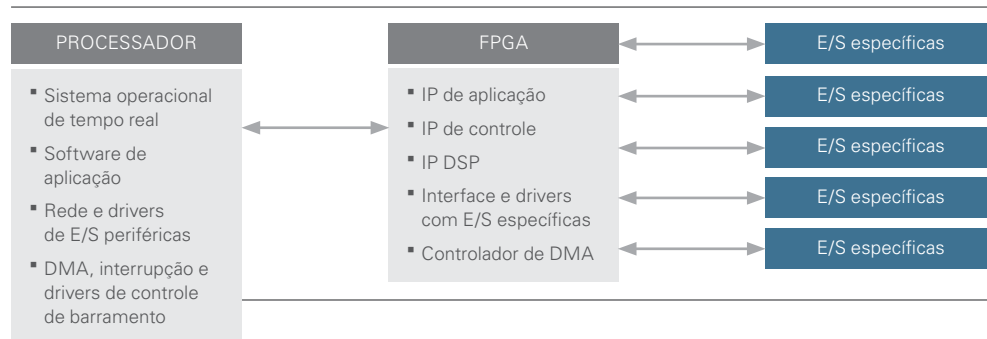 PROCESSADOR
▪ Sistema operacional
de tempo real
▪ Software de
aplicação
▪ Rede e drivers
de E/S periféricas
▪ DMA, interrupção e
drivers de controle
de barramento
FPGA
▪ IP de aplicação
▪ IP de controle
▪ IP DSP
▪ Interface e drivers
com E/S específicas
▪ Controlador de DMA
E/S específicas
E/S específicas
E/S específicas
E/S específicas
E/S específicas